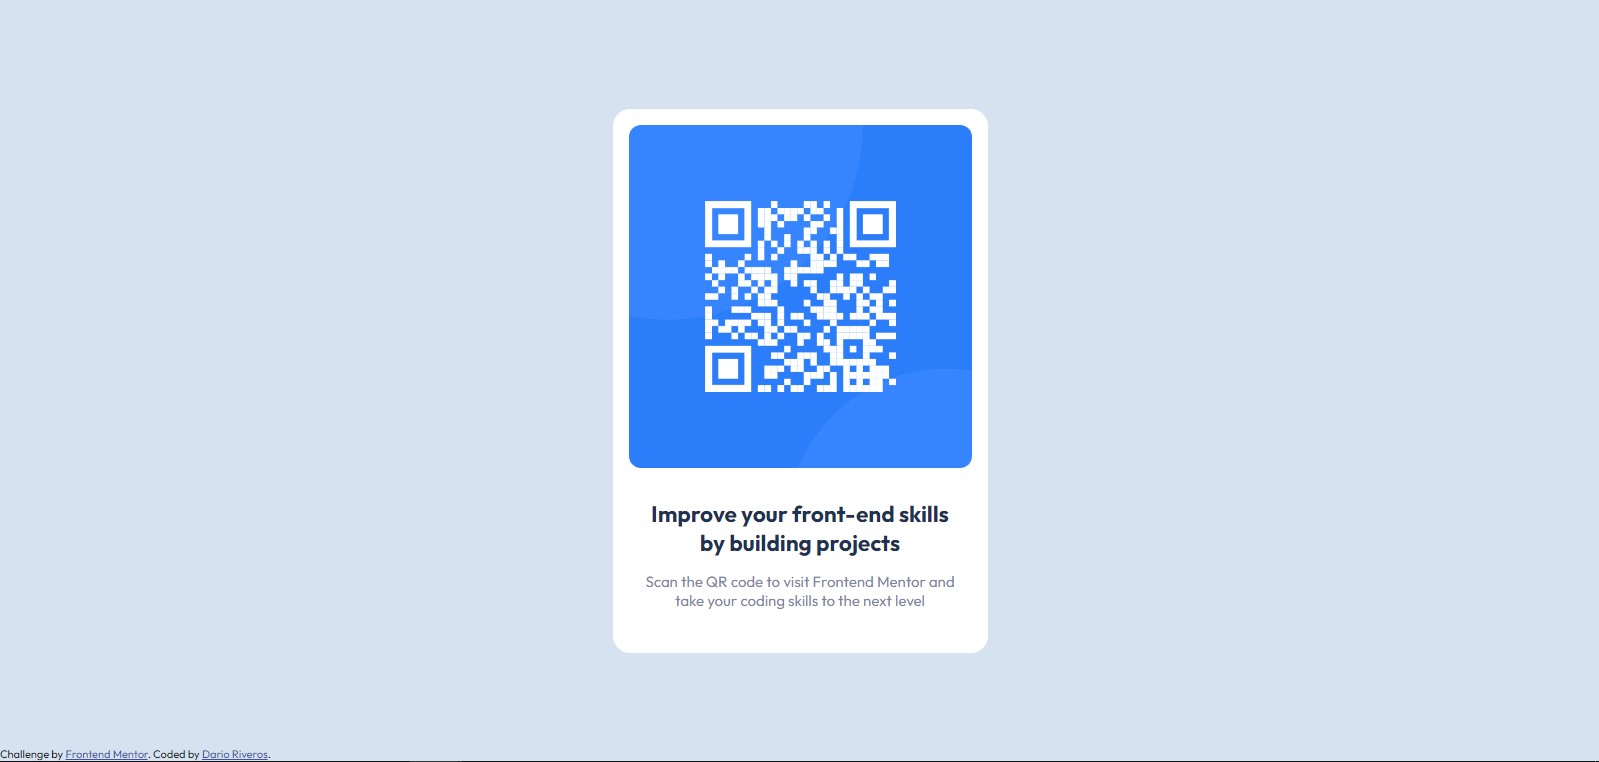 Improve your front-end skills
by building projects
Scan the QR code to visit Frontend Mentor and
take your coding skills to the next level
Challenge by Frontend Mentor. Coded by Dario Riveros.